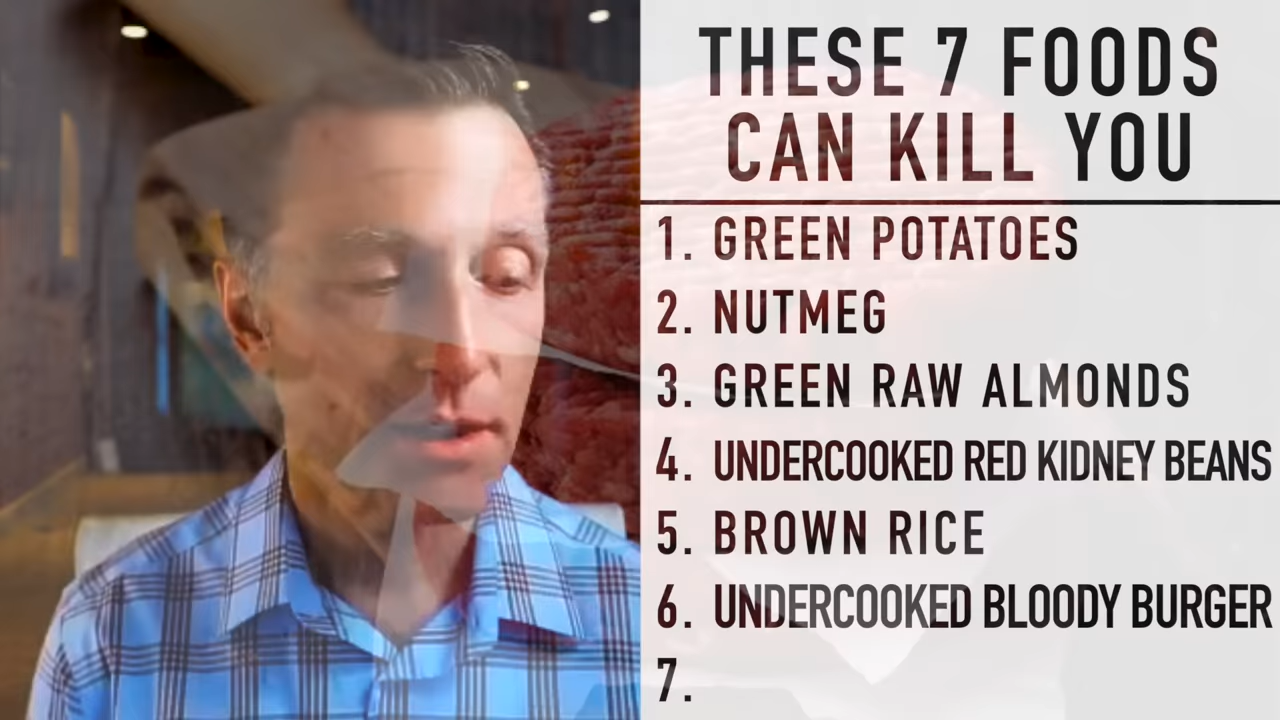 THESE 7 FOODS
CAN KILL YOU
1. GREEN POTATOES
2. NUTMEG
3. GREEN RAW ALMONDS
4. UNDERCOOKED RED KIDNEY BEANS
5. BROWN RICE
6. UNDERCOOKED BLOODY BURGER
7.